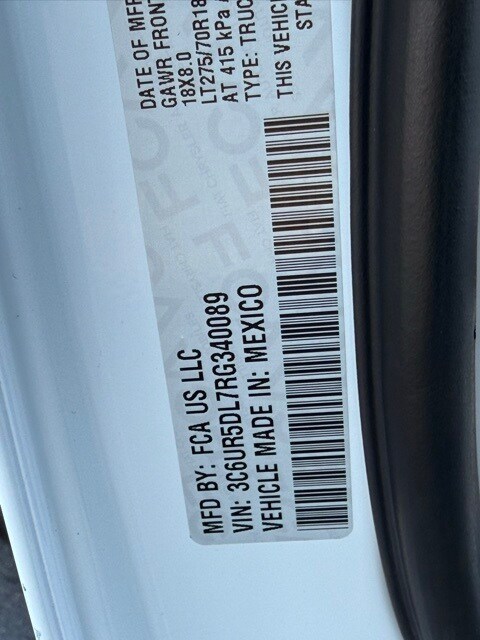 MFD BY: FCA US LLC
DATE OF MFR
GAWR FRONT
18X8.0
LT275/70R18
AT 415 kPa
TYPE: TRUC
VIN: 3C6UR5DL7RG340089
VEHICLE MADE IN: MEXICO
THIS VEHIC
STA